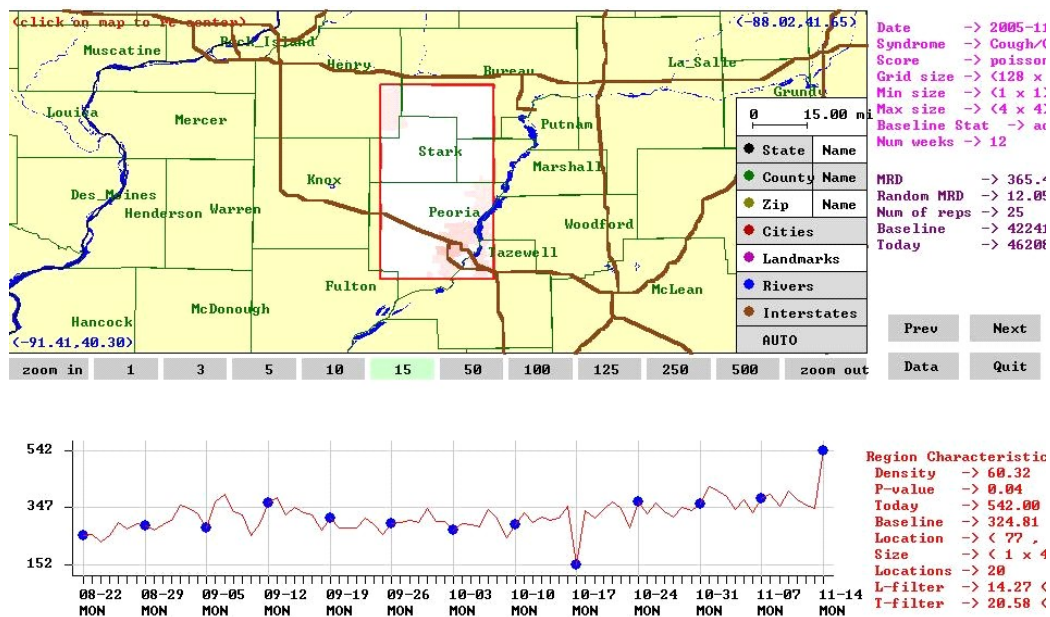 (click on map to re-center)
(-88.02,41.65)
Muscatine
Rock_Island
Henry
Bureau
La_Salle
Grundy
Louisa
Mercer
Putnam
Stark
Marshall
Knox
Des_Moines
Henderson
Warren
Peoria
Woodford
Tazewell
Fulton
McLean
McDonough
Hancock
(-91.41,40.30)
0 15.00 mi
State Name
County Name
Zip Name
Cities
Landmarks
Rivers
Interstates
AUTO
Date -> 2005-11
Syndrome -> Cough/
Score -> poisson
Grid size -> (128 x
Min size -> (1 x 1)
Max size -> (4 x 4)
Baseline Stat -> a
Num weeks -> 12
MRD -> 365.4
Random MRD -> 12.05
Num of reps -> 25
Baseline -> 42241
Today -> 46208
Prev Next
Data Quit
zoom in 1 3 5 10 15 50 100 125 250 500 zoom out
542
347
152
08-22 08-29 09-05 09-12 09-19 09-26 10-03 10-10 10-17 10-24 10-31 11-07 11-14
MON MON MON MON MON MON MON MON MON MON MON MON MON
Region Characteristic
Density -> 60.32
P-value -> 0.04
Today -> 542.00
Baseline -> 324.81
Location -> < 77 ,
Size -> < 1 x 4
Locations -> 20
L-filter -> 14.27 <
T-filter -> 20.58 <